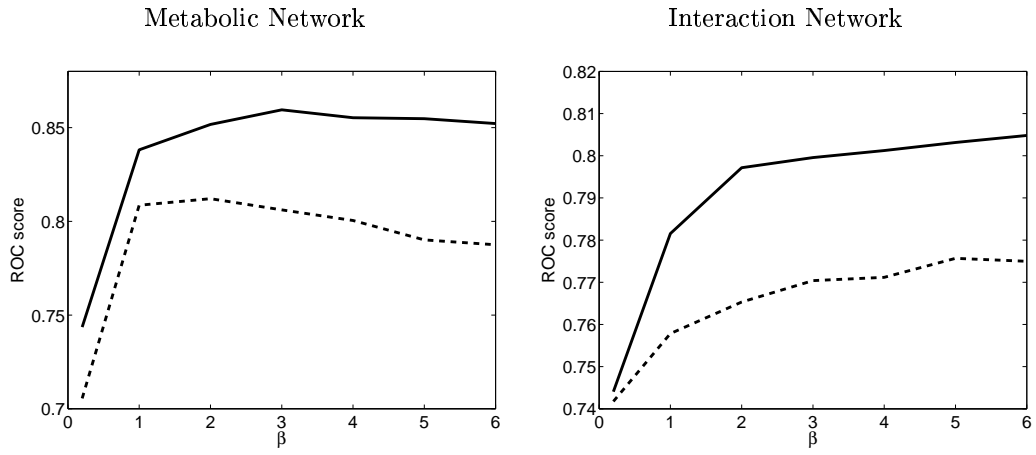 Metabolic Network
Interaction Network
0.85
0.8
0.75
0.7
ROC score
0 1 2 3 4 5 6
β
0.82
0.81
0.8
0.79
0.78
0.77
0.76
0.75
0.74
ROC score
0 1 2 3 4 5 6
β